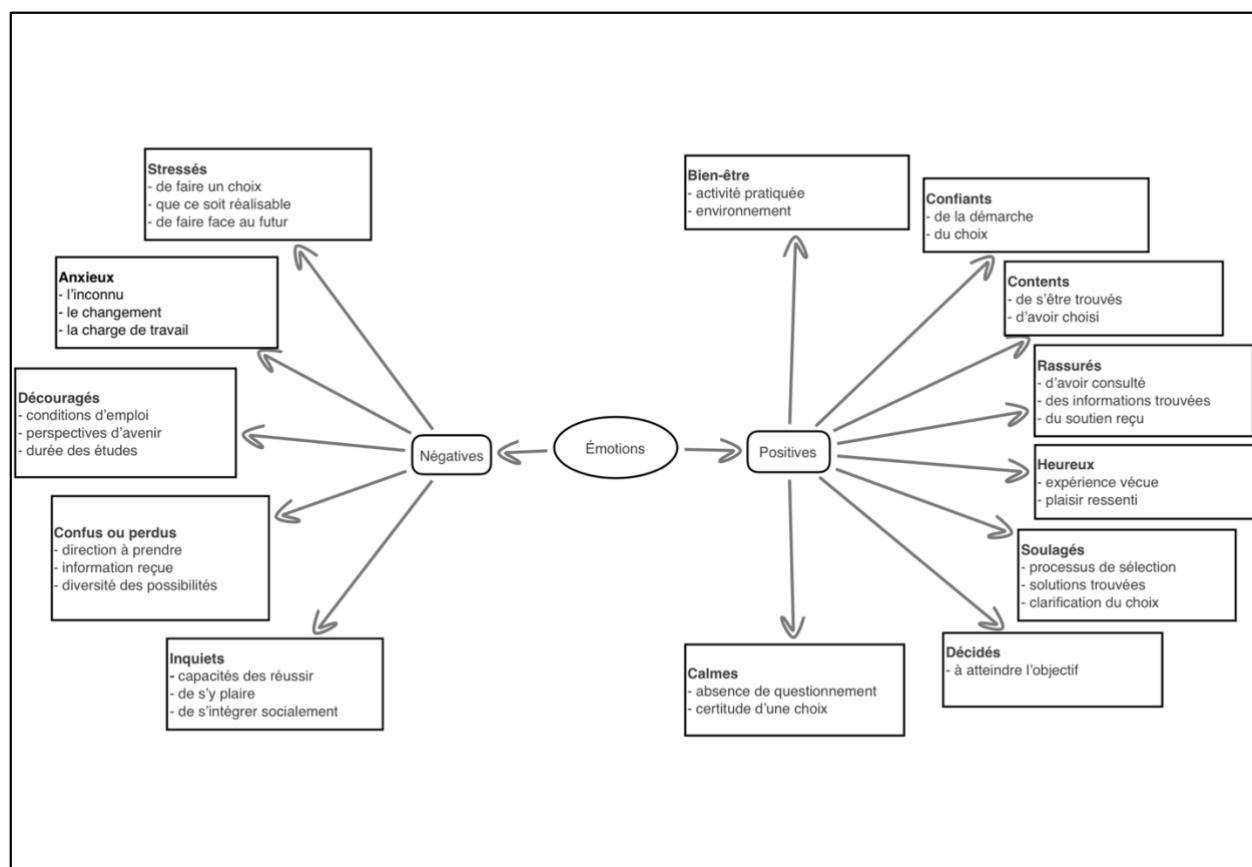 Stressés
- de faire un choix
- que ce soit réalisable
- de faire face au futur
Anxieux
- l'inconnu
- le changement
- la charge de travail
Découragés
- conditions d'emploi
- perspectives d'avenir
- durée des études
Confus ou perdus
- direction à prendre
- information reçue
- diversité des possibilités
Inquiets
- capacités des réussir
- de s'y plaire
- de s'intégrer socialement
Négatives
Émotions
Positives
Bien-être
- activité pratiquée
- environnement
Confiants
- de la démarche
- du choix
Contents
- de s'être trouvés
- d'avoir choisi
Rassurés
- d'avoir consulté
- des informations trouvées
- du soutien reçu
Heureux
- expérience vécue
- plaisir ressenti
Soulagés
- processus de sélection
- solutions trouvées
- clarification du choix
Décidés
- à atteindre l'objectif
Calmes
- absence de questionnement
- certitude d'une choix